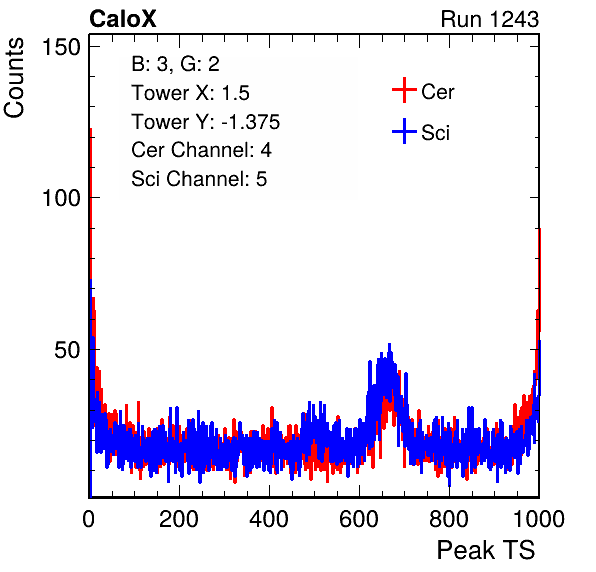 CaloX Run 1243
150
Counts
B: 3, G: 2
Tower X: 1.5
Tower Y: -1.375
Cer Channel: 4
Sci Channel: 5
Cer
Sci
100
50
0 200 400 600 800 1000
Peak TS